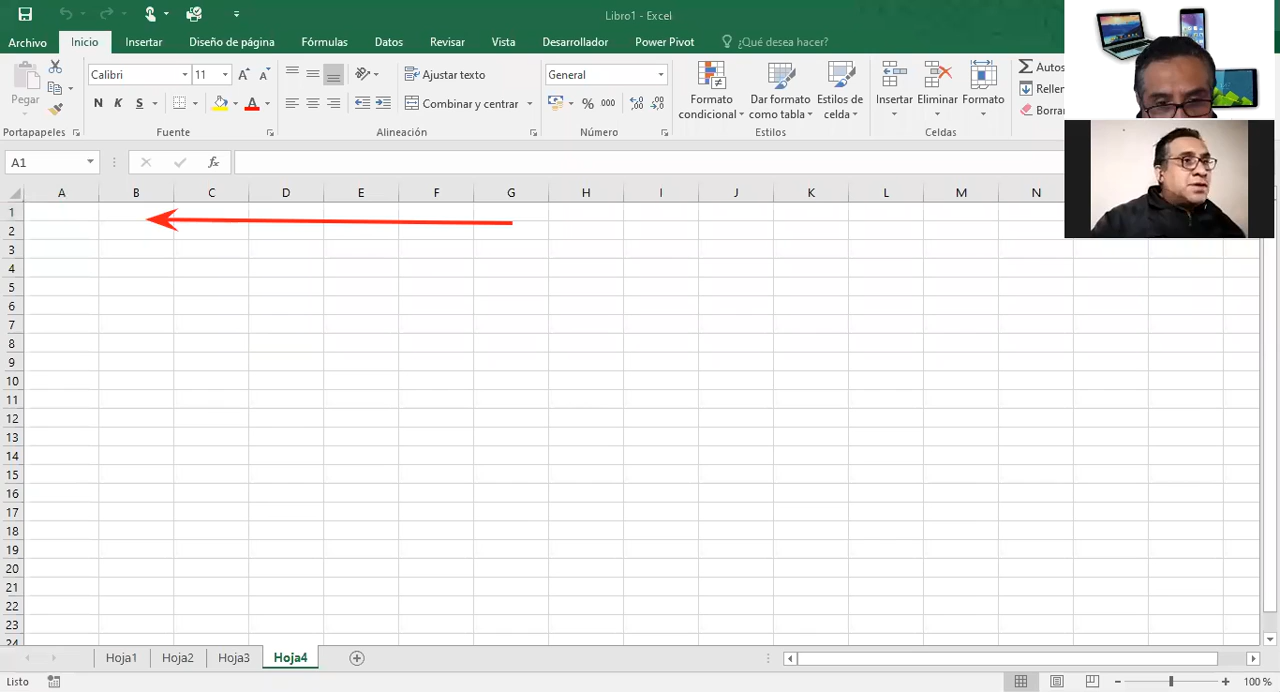 Libro1 - Excel
Archivo Inicio Insertar Diseño de página Fórmulas Datos Revisar Vista Desarrollador Power Pivot ¿Qué desea hacer?
Pegar
Calibri 11
N K S
Ajustar texto
Combinar y centrar
General
% 000
Formato condicional
Dar formato como tabla
Estilos de celda
Insertar Eliminar Formato
Autos
Rellen
Borra
Portapapeles Fuente Alineación Número Estilos Celdas
A1 fx
A B C D E F G H I J K L M N
1
2
3
4
5
6
7
8
9
10
11
12
13
14
15
16
17
18
19
20
21
22
23
24
Hoja1 Hoja2 Hoja3 Hoja4
Listo 100 %